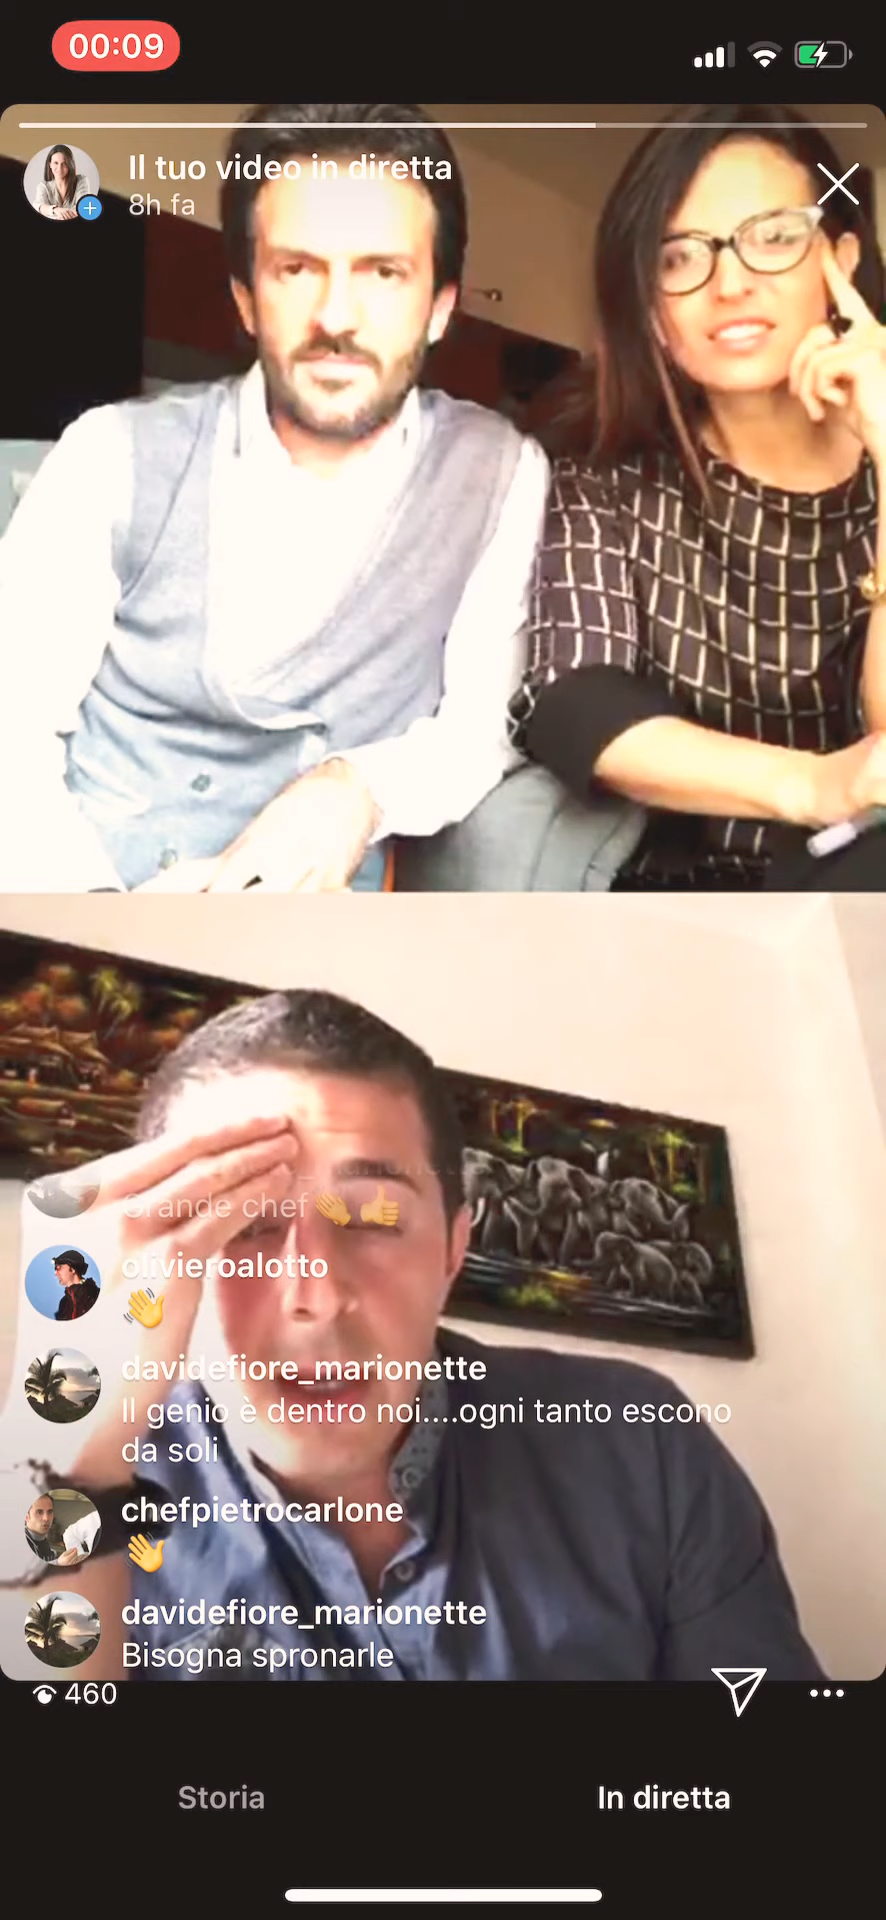 00:09
Il tuo video in diretta
8h fa
Grande chef👏👍
olivieroalotto
👋
davidefiore_marionette
Il genio è dentro noi....ogni tanto escono
da soli
chefpietrocarlone
👋
davidefiore_marionette
Bisogna spronarle
460
Storia
In diretta